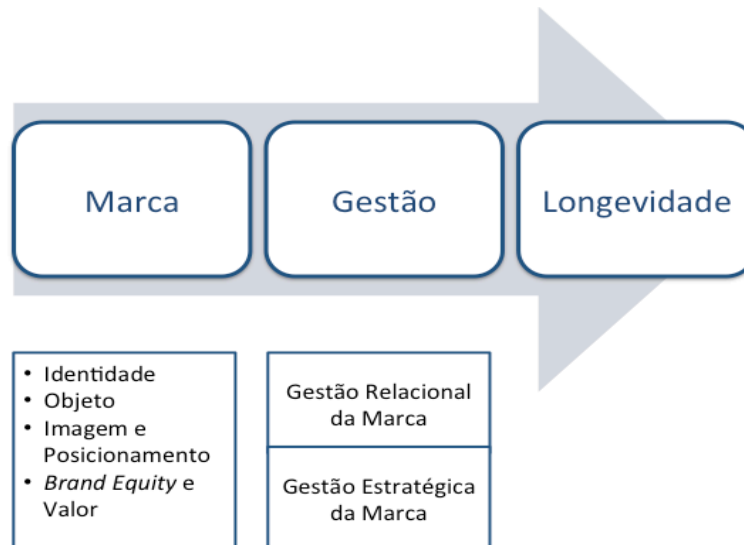 Marca
Gestão
Longevidade
• Identidade
• Objeto
• Imagem e
Posicionamento
• Brand Equity e
Valor
Gestão Relacional
da Marca
Gestão Estratégica
da Marca